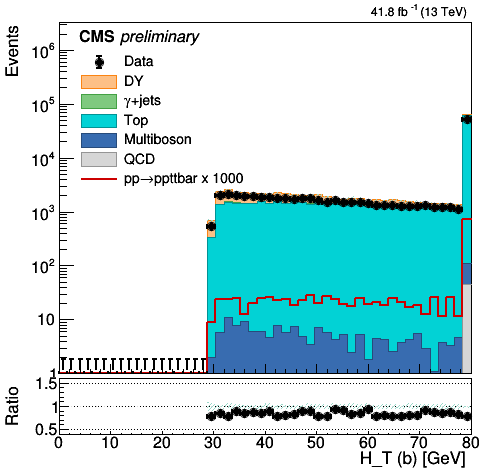 41.8 fb⁻¹ (13 TeV)
CMS preliminary
Data
DY
γ+jets
Top
Multiboson
QCD
pp→ppttbar x 1000
Events
10⁶
10⁵
10⁴
10³
10²
10
1
Ratio
1.5
1
0.5
0 10 20 30 40 50 60 70 80
H_T (b) [GeV]